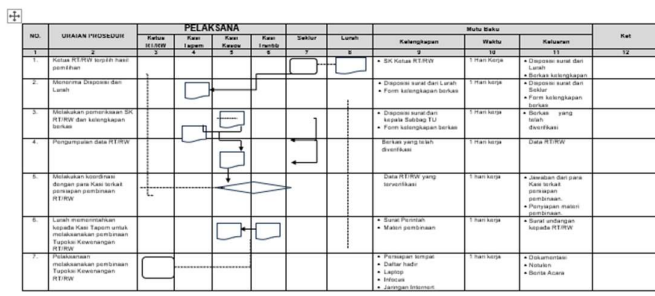 PELAKSANA
Mutu Baku
NO. URAIAN PROSEDUR Ketua RT/RW Kasi Tapem Kasi Kesos Kasi Trantib Seklur Lurah Kelengkapan Waktu Keluaran Ket
1 2 3 4 5 6 7 8 9 10 11 12
1. Ketua RT/RW terpilih hasil pemilihan
• SK Ketua RT/RW
1 Hari Kerja
• Disposisi surat dari Lurah
• Berkas kelengkapan
2. Menerima Disposisi dari Lurah
• Disposisi surat dari Lurah
• Form kelengkapan berkas
1 Hari kerja
• Disposisi surat dari Seklur
• Form kelengkapan berkas
3. Melakukan pemeriksaan SK RT/RW dan kelengkapan berkas
• Disposisi surat dari kepala Subbag TU
• Form kelengkapan berkas
1 Hari kerja
• Berkas yang telah diverifikasi
4. Pengumpulan data RT/RW
Berkas yang telah diverifikasi
1 Hari kerja
Data RT/RW
5. Melakukan koordinasi dengan para Kasi terkait persiapan pembinaan RT/RW
Data RT/RW yang terverifikasi
1 hari kerja
• Jawaban dari para Kasi terkait persiapan pembinaan.
• Penyiapan materi pembinaan
6. Lurah memerintahkan kepada Kasi Tapem untuk melaksanakan pembinaan Tupoksi Kewenangan RT/RW
• Surat Perintah
• Materi pembinaan
1 hari kerja
• Surat undangan kepada RT/RW
7. Pelaksanaan melaksanakan pembinaan Tupoksi Kewenangan RT/RW
• Persiapan tempat
• Daftar hadir
• Laptop
• Infocus
• Jaringan Internet
1 hari kerja
• Dokumentasi
• Notulen
• Berita Acara